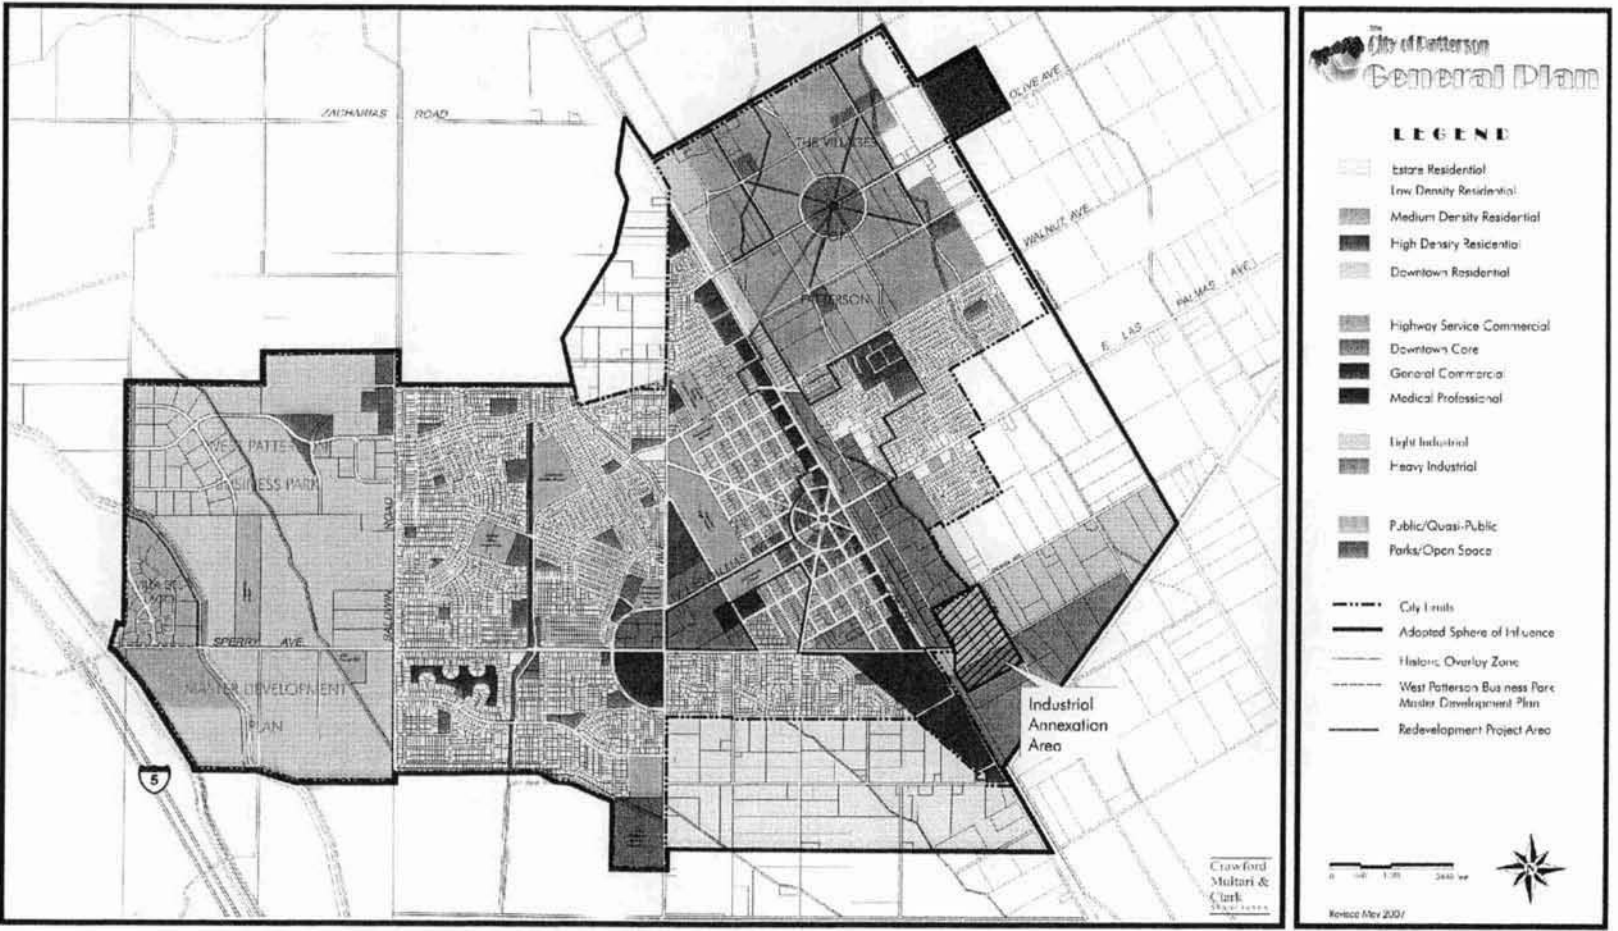 ZACHARIAS ROAD
OLIVE AVE.
THE VILLAGES
WALNUT AVE.
PATTERSON
E. LAS PALMAS AVE.
WEST PATTERSON
BUSINESS PARK
BALDWIN ROAD
SPERRY AVE.
MASTER DEVELOPMENT
PLAN
5
Industrial
Annexation
Area
Crawford
Multari &
Clark
The
City of Patterson
General Plan
LEGEND
Estate Residential
Low Density Residential
Medium Density Residential
High Density Residential
Downtown Residential
Highway Service Commercial
Downtown Core
General Commercial
Medical Professional
Light Industrial
Heavy Industrial
Public/Quasi-Public
Parks/Open Space
City Limits
Adopted Sphere of Influence
Historic Overlay Zone
West Patterson Business Park
Master Development Plan
Redevelopment Project Area
0
Revised May 2007